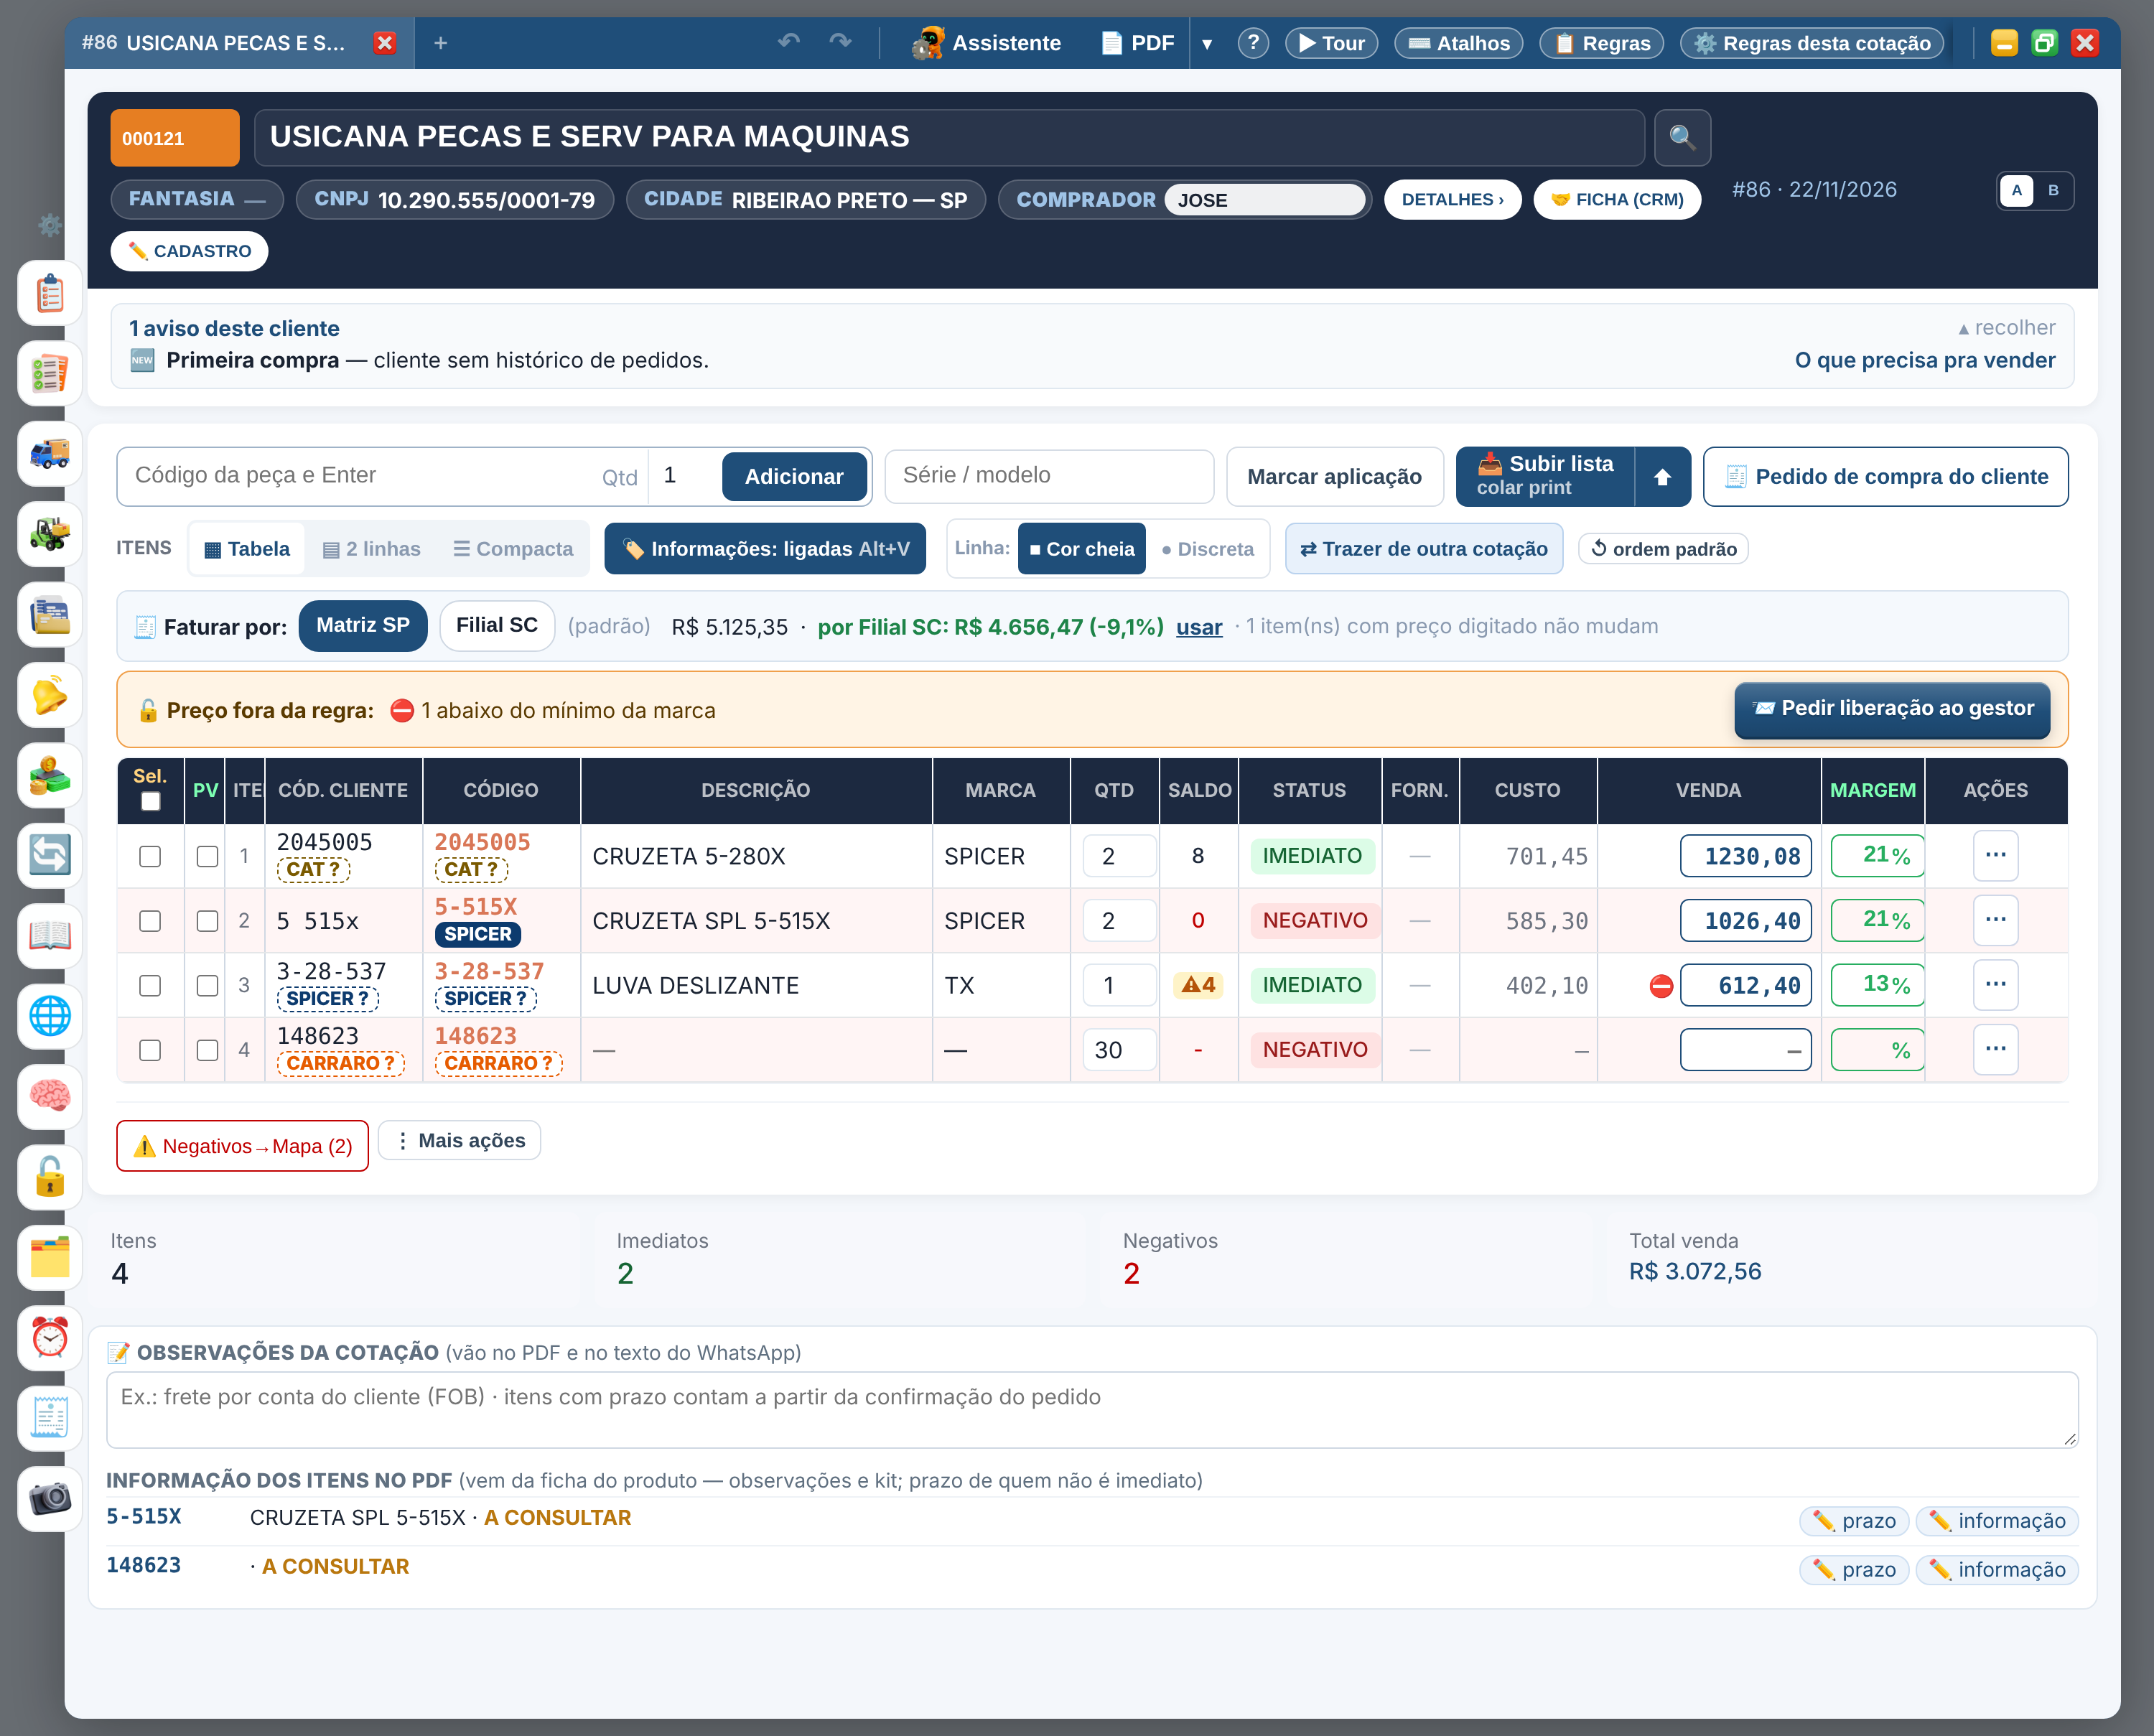 #86 USICANA PECAS E S... +
Assistente PDF ▾ ? ▶ Tour Atalhos Regras Regras desta cotação
000121 USICANA PECAS E SERV PARA MAQUINAS
FANTASIA — CNPJ 10.290.555/0001-79 CIDADE RIBEIRAO PRETO — SP COMPRADOR JOSE DETALHES › FICHA (CRM) #86 · 22/11/2026 A B
CADASTRO
1 aviso deste cliente ▴ recolher
NEW Primeira compra — cliente sem histórico de pedidos. O que precisa pra vender
Código da peça e Enter Qtd 1 Adicionar Série / modelo Marcar aplicação Subir lista Pedido de compra do cliente
colar print
ITENS Tabela 2 linhas Compacta Informações: ligadas Alt+V Linha: ■ Cor cheia ● Discreta ⇄ Trazer de outra cotação ordem padrão
Faturar por: Matriz SP Filial SC (padrão) R$ 5.125,35 · por Filial SC: R$ 4.656,47 (-9,1%) usar · 1 item(ns) com preço digitado não mudam
Preço fora da regra: 1 abaixo do mínimo da marca Pedir liberação ao gestor
Sel. PV ITE CÓD. CLIENTE CÓDIGO DESCRIÇÃO MARCA QTD SALDO STATUS FORN. CUSTO VENDA MARGEM AÇÕES
1 2045005 2045005 CRUZETA 5-280X SPICER 2 8 IMEDIATO — 701,45 1230,08 21% ...
CAT ? CAT ?
2 5 515x 5-515X CRUZETA SPL 5-515X SPICER 2 0 NEGATIVO — 585,30 1026,40 21% ...
SPICER
3 3-28-537 3-28-537 LUVA DESLIZANTE TX 1 ⚠4 IMEDIATO — 402,10 612,40 13% ...
SPICER ? SPICER ?
4 148623 148623 — — 30 - NEGATIVO — — — % ...
CARRARO ? CARRARO ?
Negativos→Mapa (2) ⋮ Mais ações
Itens Imediatos Negativos Total venda
4 2 2 R$ 3.072,56
OBSERVAÇÕES DA COTAÇÃO (vão no PDF e no texto do WhatsApp)
Ex.: frete por conta do cliente (FOB) · itens com prazo contam a partir da confirmação do pedido
INFORMAÇÃO DOS ITENS NO PDF (vem da ficha do produto — observações e kit; prazo de quem não é imediato)
5-515X CRUZETA SPL 5-515X · A CONSULTAR prazo informação
148623 · A CONSULTAR prazo informação